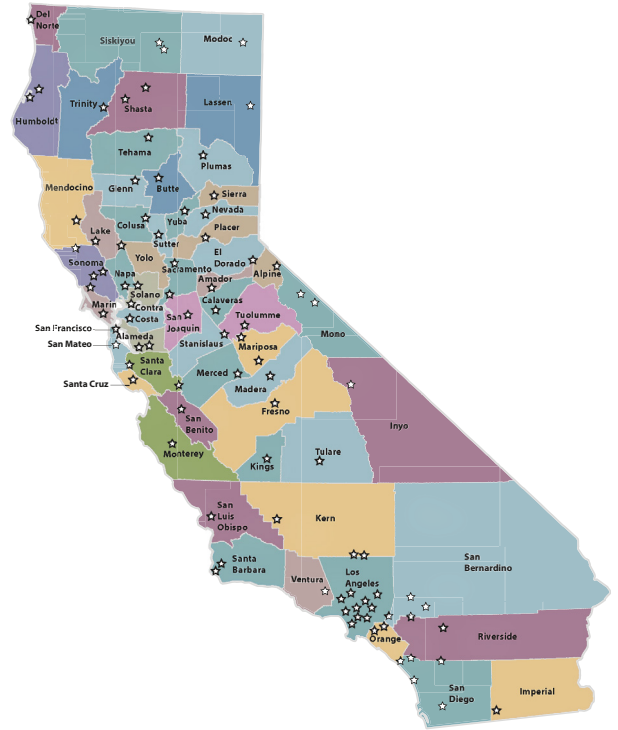 Del
Norte
Siskiyou
Modoc
Humboldt
Trinity
Shasta
Lassen
Tehama
Plumas
Mendocino
Glenn
Butte
Sierra
Nevada
Colusa
Yuba
Placer
Lake
Sutter
Sonoma
Napa
Yolo
Sacramento
El
Dorado
Alpine
Amador
Solano
Calaveras
Marin
Contra
Costa
San
Joaquin
Tuolumme
San Francisco
Alameda
Mono
San Mateo
Stanislaus
Mariposa
Santa
Clara
Merced
Santa Cruz
Madera
Fresno
San
Benito
Inyo
Monterey
Tulare
Kings
San
Luis
Obispo
Kern
Santa
Barbara
San
Bernardino
Ventura
Los
Angeles
Orange
Riverside
San
Diego
Imperial